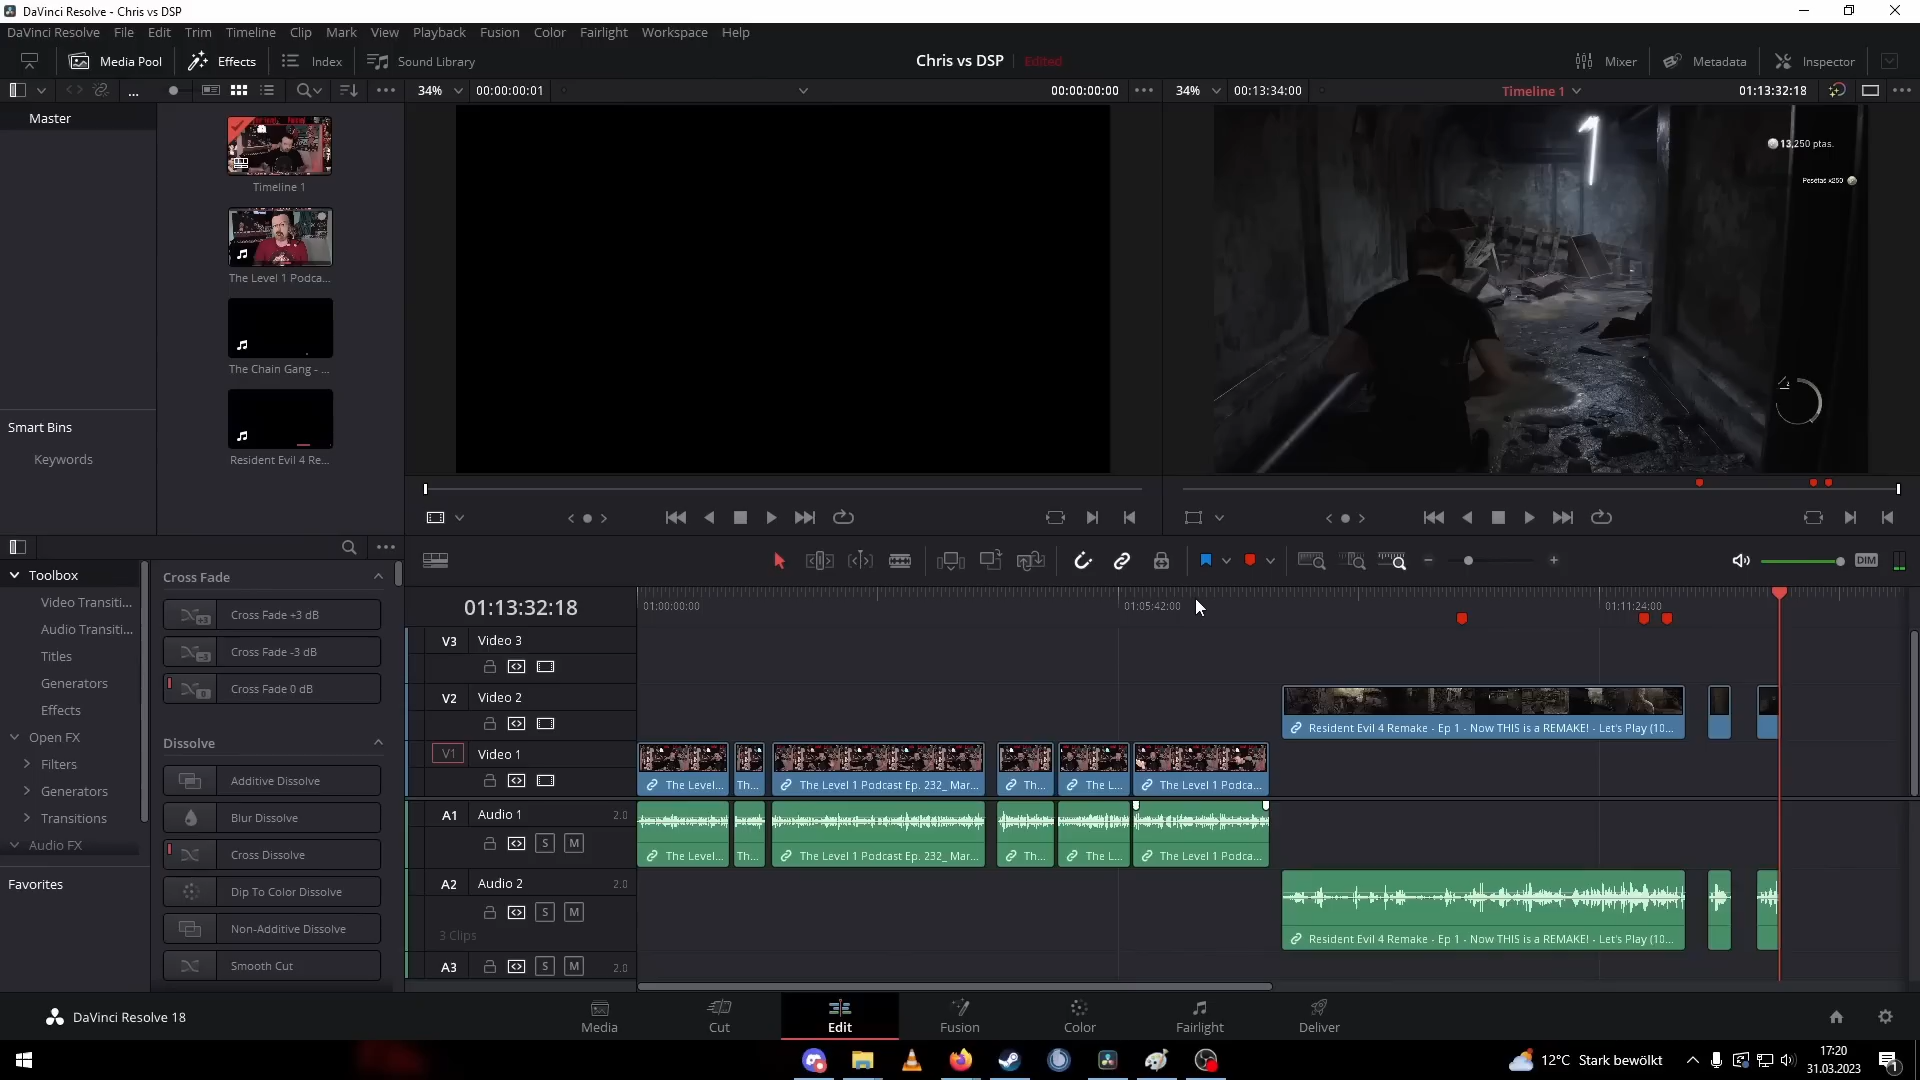 DaVinci Resolve - Chris vs DSP
DaVinci Resolve File Edit Trim Timeline Clip Mark View Playback Fusion Color Fairlight Workspace Help
Media Pool Effects Index Sound Library Chris vs DSP Edited Mixer Metadata Inspector
34% 00:00:00:01 00:00:00:00 34% 00:13:34:00 Timeline 1 01:13:32:18
Master
13,250 ptas.
Pesetas x250
Timeline 1
The Level 1 Podca...
The Chain Gang - ...
Smart Bins
Keywords
Resident Evil 4 Re...
Toolbox
Video Transiti...
Audio Transiti...
Titles
Generators
Effects
Open FX
Filters
Generators
Transitions
Audio FX
Favorites
Cross Fade
Cross Fade +3 dB
Cross Fade -3 dB
Cross Fade 0 dB
Dissolve
Additive Dissolve
Blur Dissolve
Cross Dissolve
Dip To Color Dissolve
Non-Additive Dissolve
Smooth Cut
DIM
01:13:32:18 01:00:00:00 01:05:42:00 01:11:24:00
V3 Video 3
V2 Video 2
Resident Evil 4 Remake - Ep 1 - Now THIS is a REMAKE! - Let's Play (10...
V1 Video 1
The Level... Th... The Level 1 Podcast Ep. 232_ Mar... Th... The L... The Level 1 Podca...
A1 Audio 1 2.0
S M
The Level... Th... The Level 1 Podcast Ep. 232_ Mar... Th... The L... The Level 1 Podca...
A2 Audio 2 2.0
S M
3 Clips
Resident Evil 4 Remake - Ep 1 - Now THIS is a REMAKE! - Let's Play (10...
A3 S M 2.0
DaVinci Resolve 18
Media Cut Edit Fusion Color Fairlight Deliver
12°C Stark bewölkt
17:20
31.03.2023
1